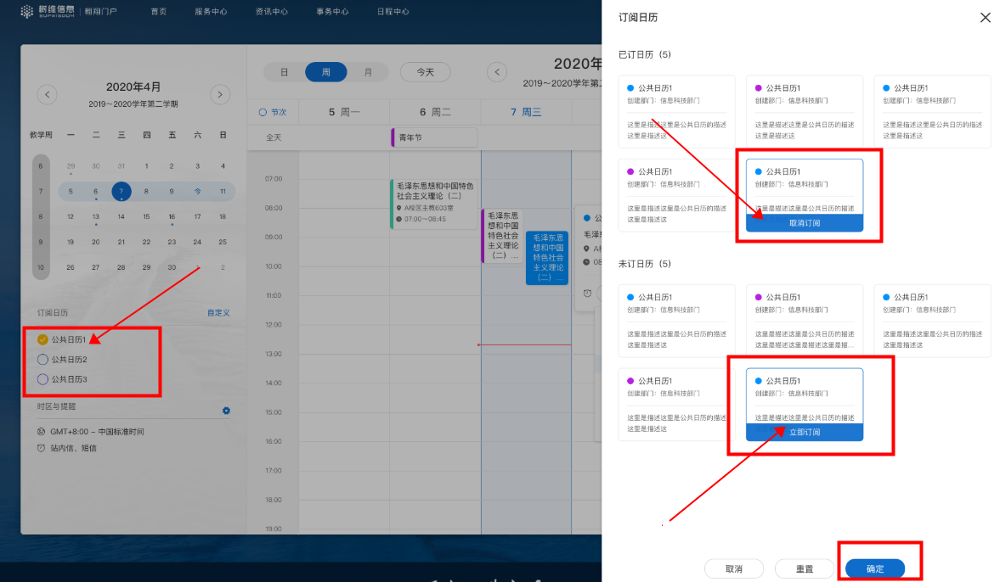 树维信息
SUPWISDOM
翱翔门户
首页
服务中心
资讯中心
事务中心
日程中心
2020年4月
2019～2020学年第二学期
教学周 一 二 三 四 五 六 日
6 29 30 31 1 2 3 4
7 5 6 7 8 9 今 11
8 12 13 14 15 16 17 18
9 19 20 21 22 23 24 25
10 26 27 28 29 30 1 2
订阅日历 自定义
公共日历1
公共日历2
公共日历3
时区与提醒
GMT+8:00 - 中国标准时间
站内信、短信
日 周 月 今天
2020年
2019～2020学年第二
节次 5 周一 6 周二 7 周三
全天 青年节
07:00
08:00
09:00
10:00
11:00
12:00
13:00
14:00
15:00
16:00
17:00
18:00
19:00
毛泽东思想和中国特色
社会主义理论（二）
A校区主教603室
07:00～08:45
毛泽东思
想和中国
特色社会
主义理论
（二）...
毛泽东思
想和中国
特色社会
主义理论
（二）...
公
毛泽东
A校
08
订阅日历
已订日历（5）
公共日历1
创建部门：信息科技部门
这里是描述这里是公共日历的描述
这里是描述这
公共日历1
创建部门：信息科技部门
这里是描述这里是公共日历的描述
这里是描述这
公共日历1
创建部门：信息科技部门
这里是描述这里是公共日历的描述
这里是描述这
公共日历1
创建部门：信息科技部门
这里是描述这里是公共日历的描述
这里是描述这
公共日历1
创建部门：信息科技部门
这里是描述这里是公共日历的描述
取消订阅
未订日历（5）
公共日历1
创建部门：信息科技部门
这里是描述这里是公共日历的描述
这里是描述这
公共日历1
创建部门：信息科技部门
这里是描述这里是公共日历的描述
这里是描述这里是描述这里是...
公共日历1
创建部门：信息科技部门
这里是描述这里是公共日历的描述
这里是描述这
公共日历1
创建部门：信息科技部门
这里是描述这里是公共日历的描述
这里是描述这
公共日历1
创建部门：信息科技部门
这里是描述这里是公共日历的描述
立即订阅
取消 重置 确定